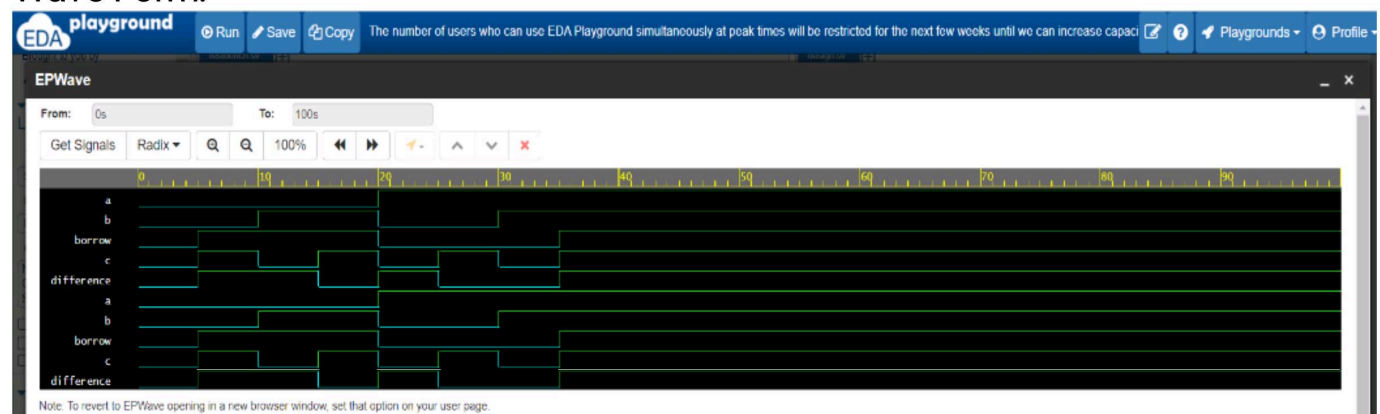 Wave Form:
EDA playground Run Save Copy The number of users who can use EDA Playground simultaneously at peak times will be restricted for the next few weeks until we can increase capaci Playgrounds Profile
EPWave
From: 0s To: 100s
Get Signals Radix 100%
0 10 20 30 40 50 60 70 80 90
a
b
borrow
c
difference
a
b
borrow
c
difference
Note: To revert to EPWave opening in a new browser window, set that option on your user page.